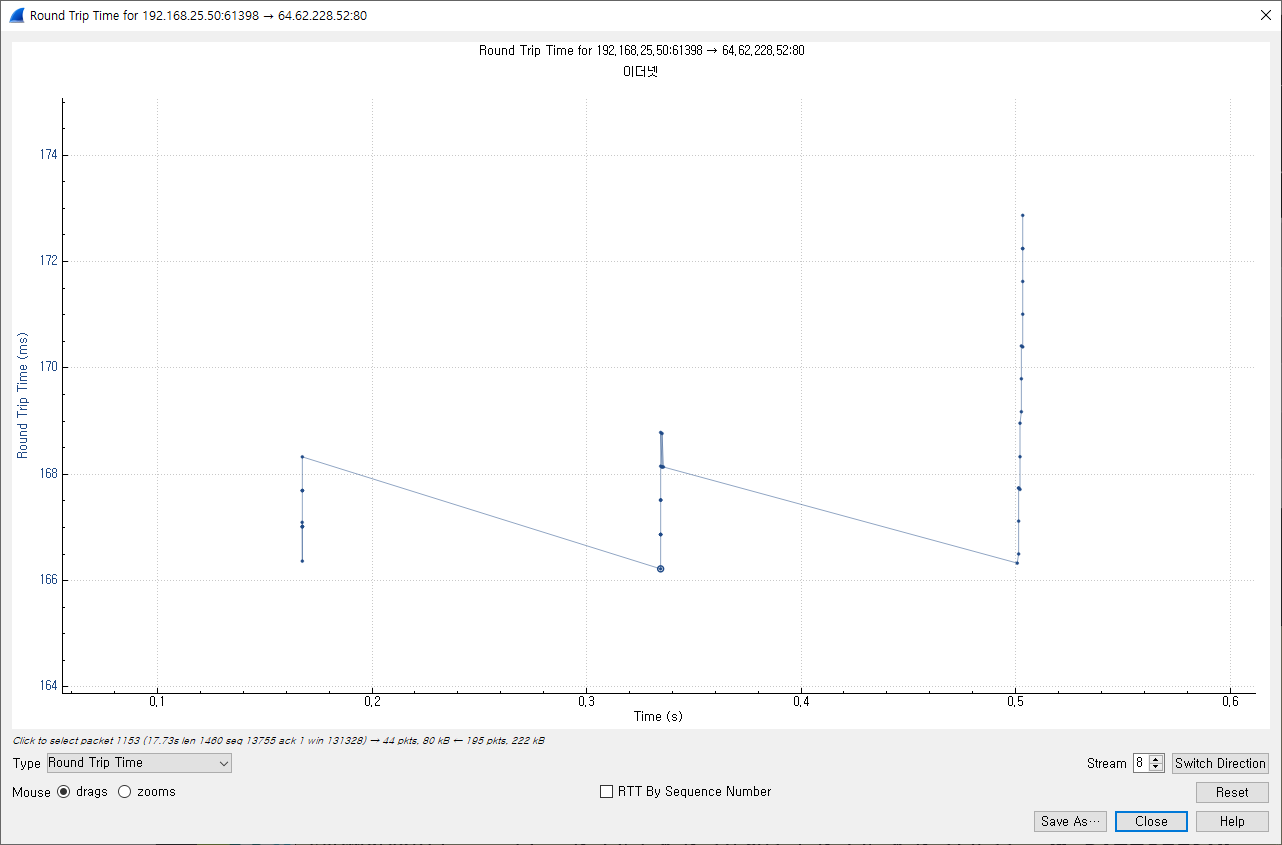 Round Trip Time for 192.168.25.50:61398 → 64.62.228.52:80
Round Trip Time for 192.168.25.50:61398 → 64.62.228.52:80
이더넷
174
172
170
168
166
164
Round Trip Time (ms)
0.1 0.2 0.3 0.4 0.5 0.6
Time (s)
Click to select packet 1153 (17.73s len 1460 seq 13755 ack 1 win 131328) → 44 pkts, 80 kB ← 195 pkts, 222 kB
Type Round Trip Time Stream 8 Switch Direction
Mouse drags zooms RTT By Sequence Number Reset
Save As… Close Help